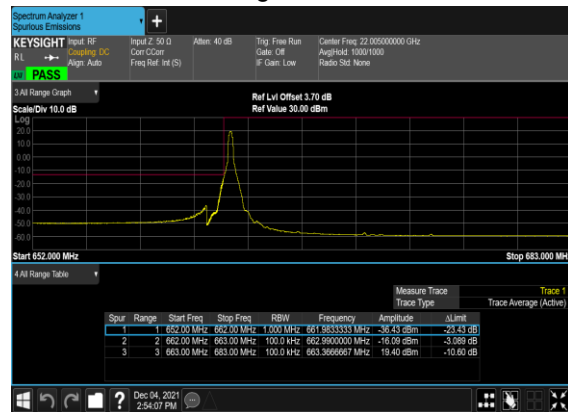 Spectrum Analyzer 1
Spurious Emissions
KEYSIGHT Input: RF Input Z: 50 Ω Atten: 40 dB Trig: Free Run Center Freq: 22.005000000 GHz
RL Coupling: DC Corr CCorr Gate: Off Avg|Hold: 1000/1000
Align: Auto Freq Ref: Int (S) IF Gain: Low Radio Std: None
PASS
3 All Range Graph
Ref Lvl Offset 3.70 dB
Scale/Div 10.0 dB Ref Value 30.00 dBm
Log
20.0
10.0
0.00
-10.0
-20.0
-30.0
-40.0
-50.0
-60.0
Start 652.000 MHz Stop 683.000 MH
4 All Range Table
Measure Trace Trace 1
Trace Type Trace Average (Active)
Spur Range Start Freq Stop Freq RBW Frequency Amplitude ΔLimit
1 1 652.00 MHz 662.00 MHz 1.000 MHz 661.9833333 MHz -36.43 dBm -23.43 dB
2 2 662.00 MHz 663.00 MHz 100.0 kHz 662.9900000 MHz -16.09 dBm -3.089 dB
3 3 663.00 MHz 683.00 MHz 100.0 kHz 663.3666667 MHz 19.40 dBm -10.60 dB
? Dec 04, 2021
2:54:07 PM